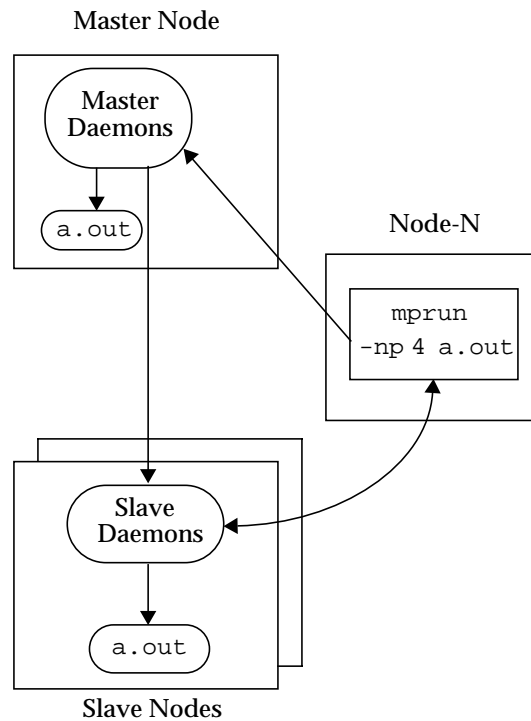 Master Node
Master
Daemons
a.out
Node-N
mprun
-np 4 a.out
Slave
Daemons
a.out
Slave Nodes